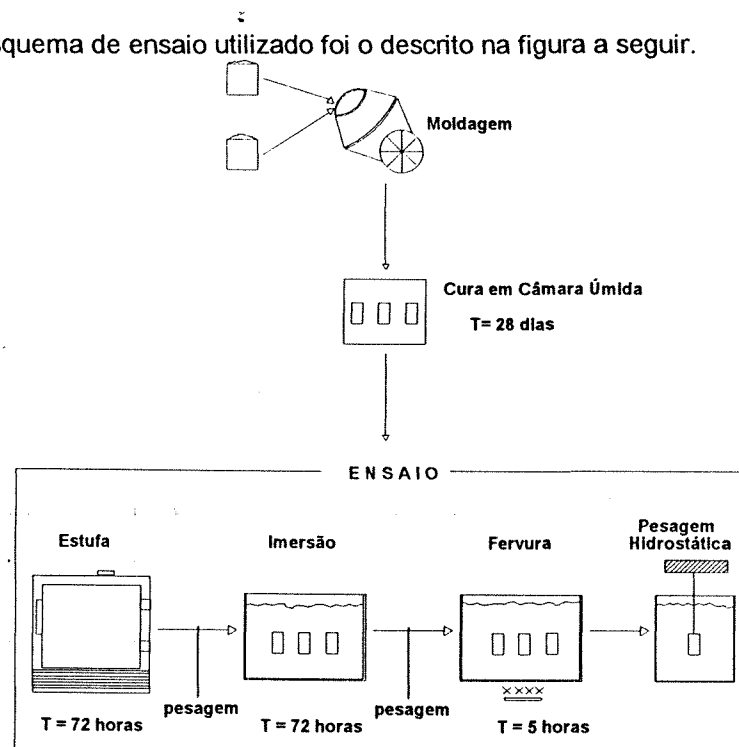 squema de ensaio utilizado foi o descrito na figura a seguir.
Moldagem
Cura em Câmara Úmida
T= 28 dias
ENSAIO
Estufa
Imersão
Fervura
Pesagem
Hidrostática
pesagem
pesagem
T = 72 horas
T = 72 horas
T = 5 horas